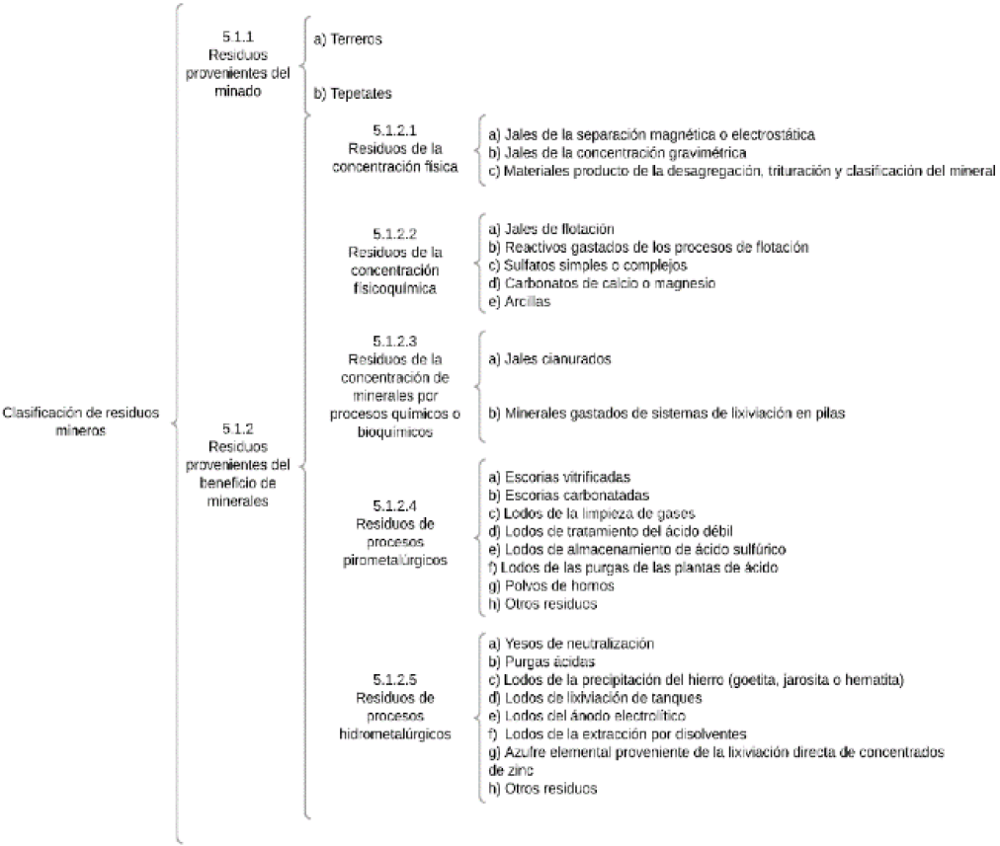 Clasificación de residuos
mineros
5.1.1
Residuos
provenientes del
minado
a) Terreros
b) Tepetates
5.1.2
Residuos
provenientes del
beneficio de
minerales
5.1.2.1
Residuos de la
concentración física
a) Jales de la separación magnética o electrostática
b) Jales de la concentración gravimétrica
c) Materiales producto de la desagregación, trituración y clasificación del mineral
5.1.2.2
Residuos de la
concentración
físicoquímica
a) Jales de flotación
b) Reactivos gastados de los procesos de flotación
c) Sulfatos simples o complejos
d) Carbonatos de calcio o magnesio
e) Arcillas
5.1.2.3
Residuos de la
concentración de
minerales por
procesos químicos o
bioquímicos
a) Jales cianurados
b) Minerales gastados de sistemas de lixiviación en pilas
5.1.2.4
Residuos de
procesos
pirometalúrgicos
a) Escorias vitrificadas
b) Escorias carbonatadas
c) Lodos de la limpieza de gases
d) Lodos de tratamiento del ácido débil
e) Lodos de almacenamiento de ácido sulfúrico
f) Lodos de las purgas de las plantas de ácido
g) Polvos de hornos
h) Otros residuos
5.1.2.5
Residuos de
procesos
hidrometalúrgicos
a) Yesos de neutralización
b) Purgas ácidas
c) Lodos de la precipitación del hierro (goetita, jarosita o hematita)
d) Lodos de lixiviación de tanques
e) Lodos del ánodo electrolítico
f) Lodos de la extracción por disolventes
g) Azufre elemental proveniente de la lixiviación directa de concentrados
de zinc
h) Otros residuos